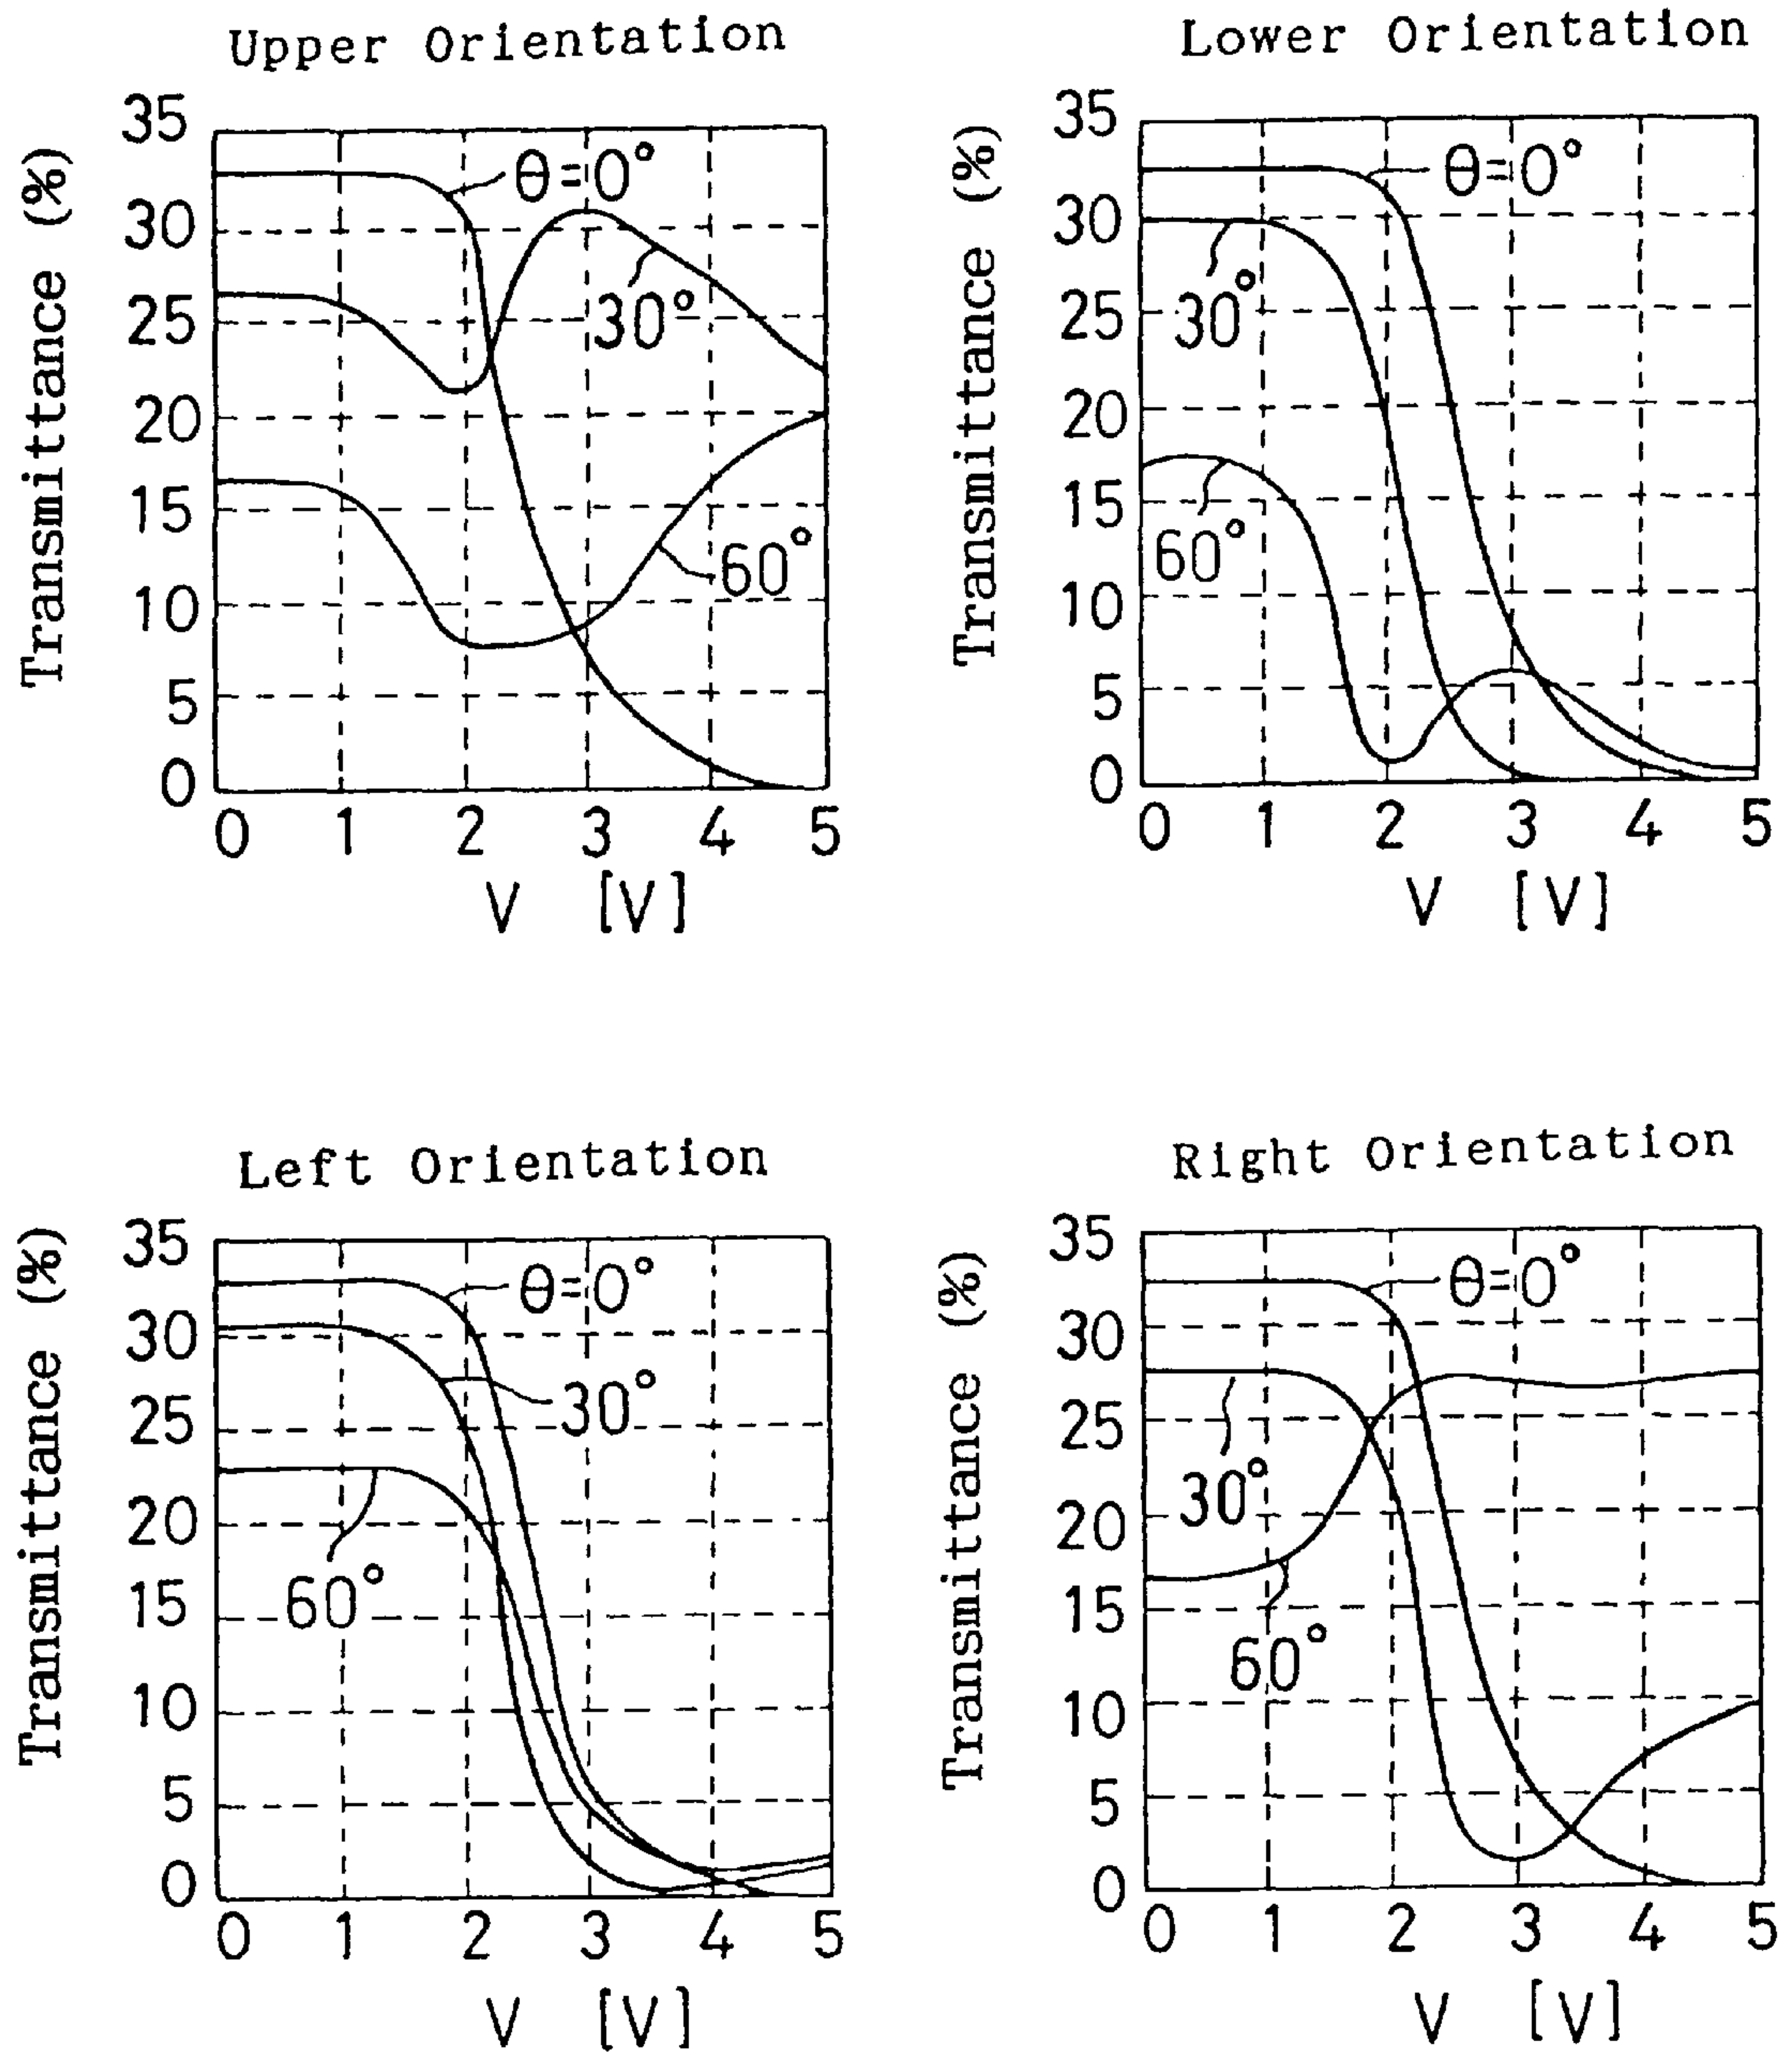 Upper Orientation
Transmittance (%)
35
30
25
20
15
10
5
0
θ=0°
30°
60°
0 1 2 3 4 5
V [V]
Lower Orientation
Transmittance (%)
35
30
25
20
15
10
5
0
θ=0°
30°
60°
0 1 2 3 4 5
V [V]
Left Orientation
Transmittance (%)
35
30
25
20
15
10
5
0
θ=0°
30°
60°
0 1 2 3 4 5
V [V]
Right Orientation
Transmittance (%)
35
30
25
20
15
10
5
0
θ=0°
30°
60°
0 1 2 3 4 5
V [V]